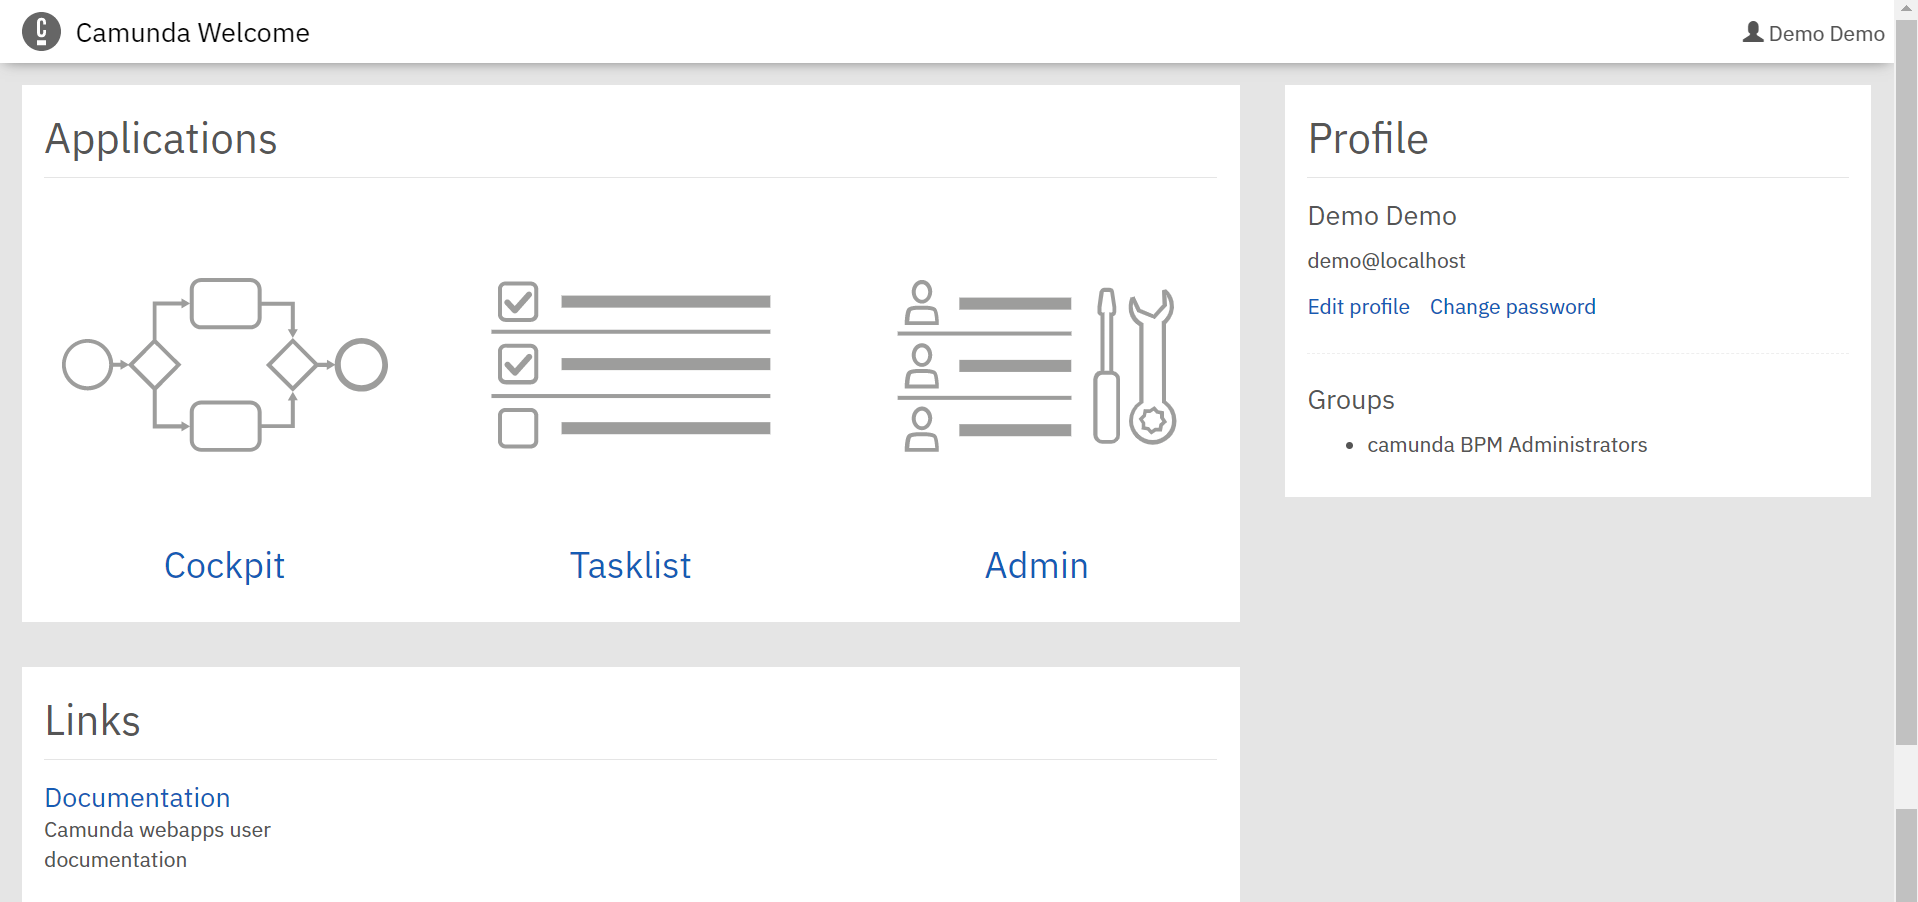 Camunda Welcome
Demo Demo
Applications
Cockpit
Tasklist
Admin
Links
Documentation
Camunda webapps user
documentation
Profile
Demo Demo
demo@localhost
Edit profile Change password
Groups
• camunda BPM Administrators